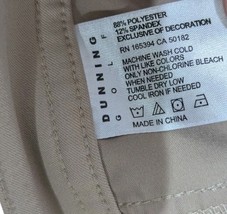 DUNNING
GOLF
88% POLYESTER
12% SPANDEX
EXCLUSIVE OF DECORATION
RN 165394 CA 50182
MACHINE WASH COLD
WITH LIKE COLORS
ONLY NON-CHLORINE BLEACH
WHEN NEEDED
TUMBLE DRY LOW
COOL IRON IF NEEDED
MADE IN CHINA